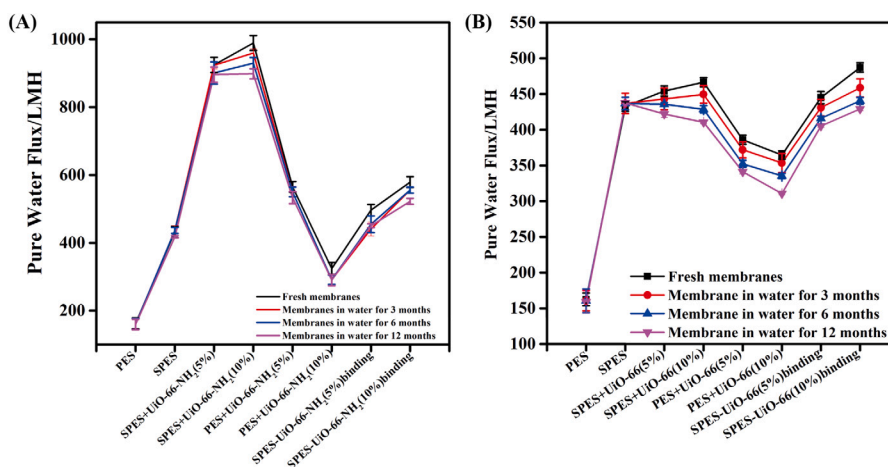 (A)
Pure Water Flux/LMH
1000
800
600
400
200
Fresh membranes
Membranes in water for 3 months
Membranes in water for 6 months
Membranes in water for 12 months
PES
SPES
SPES+UiO-66-NH2(5%)
SPES+UiO-66-NH2(10%)
PES+UiO-66-NH2(5%)
PES+UiO-66-NH2(10%)
SPES-UiO-66-NH2(5%)binding
SPES-UiO-66-NH2(10%)binding
(B)
Pure Water Flux/LMH
550
500
450
400
350
300
250
200
150
100
Fresh membranes
Membrane in water for 3 months
Membrane in water for 6 months
Membrane in water for 12 months
PES
SPES
SPES+UiO-66(5%)
SPES+UiO-66(10%)
PES+UiO-66(5%)
PES+UiO-66(10%)
SPES-UiO-66(5%)binding
SPES-UiO-66(10%)binding